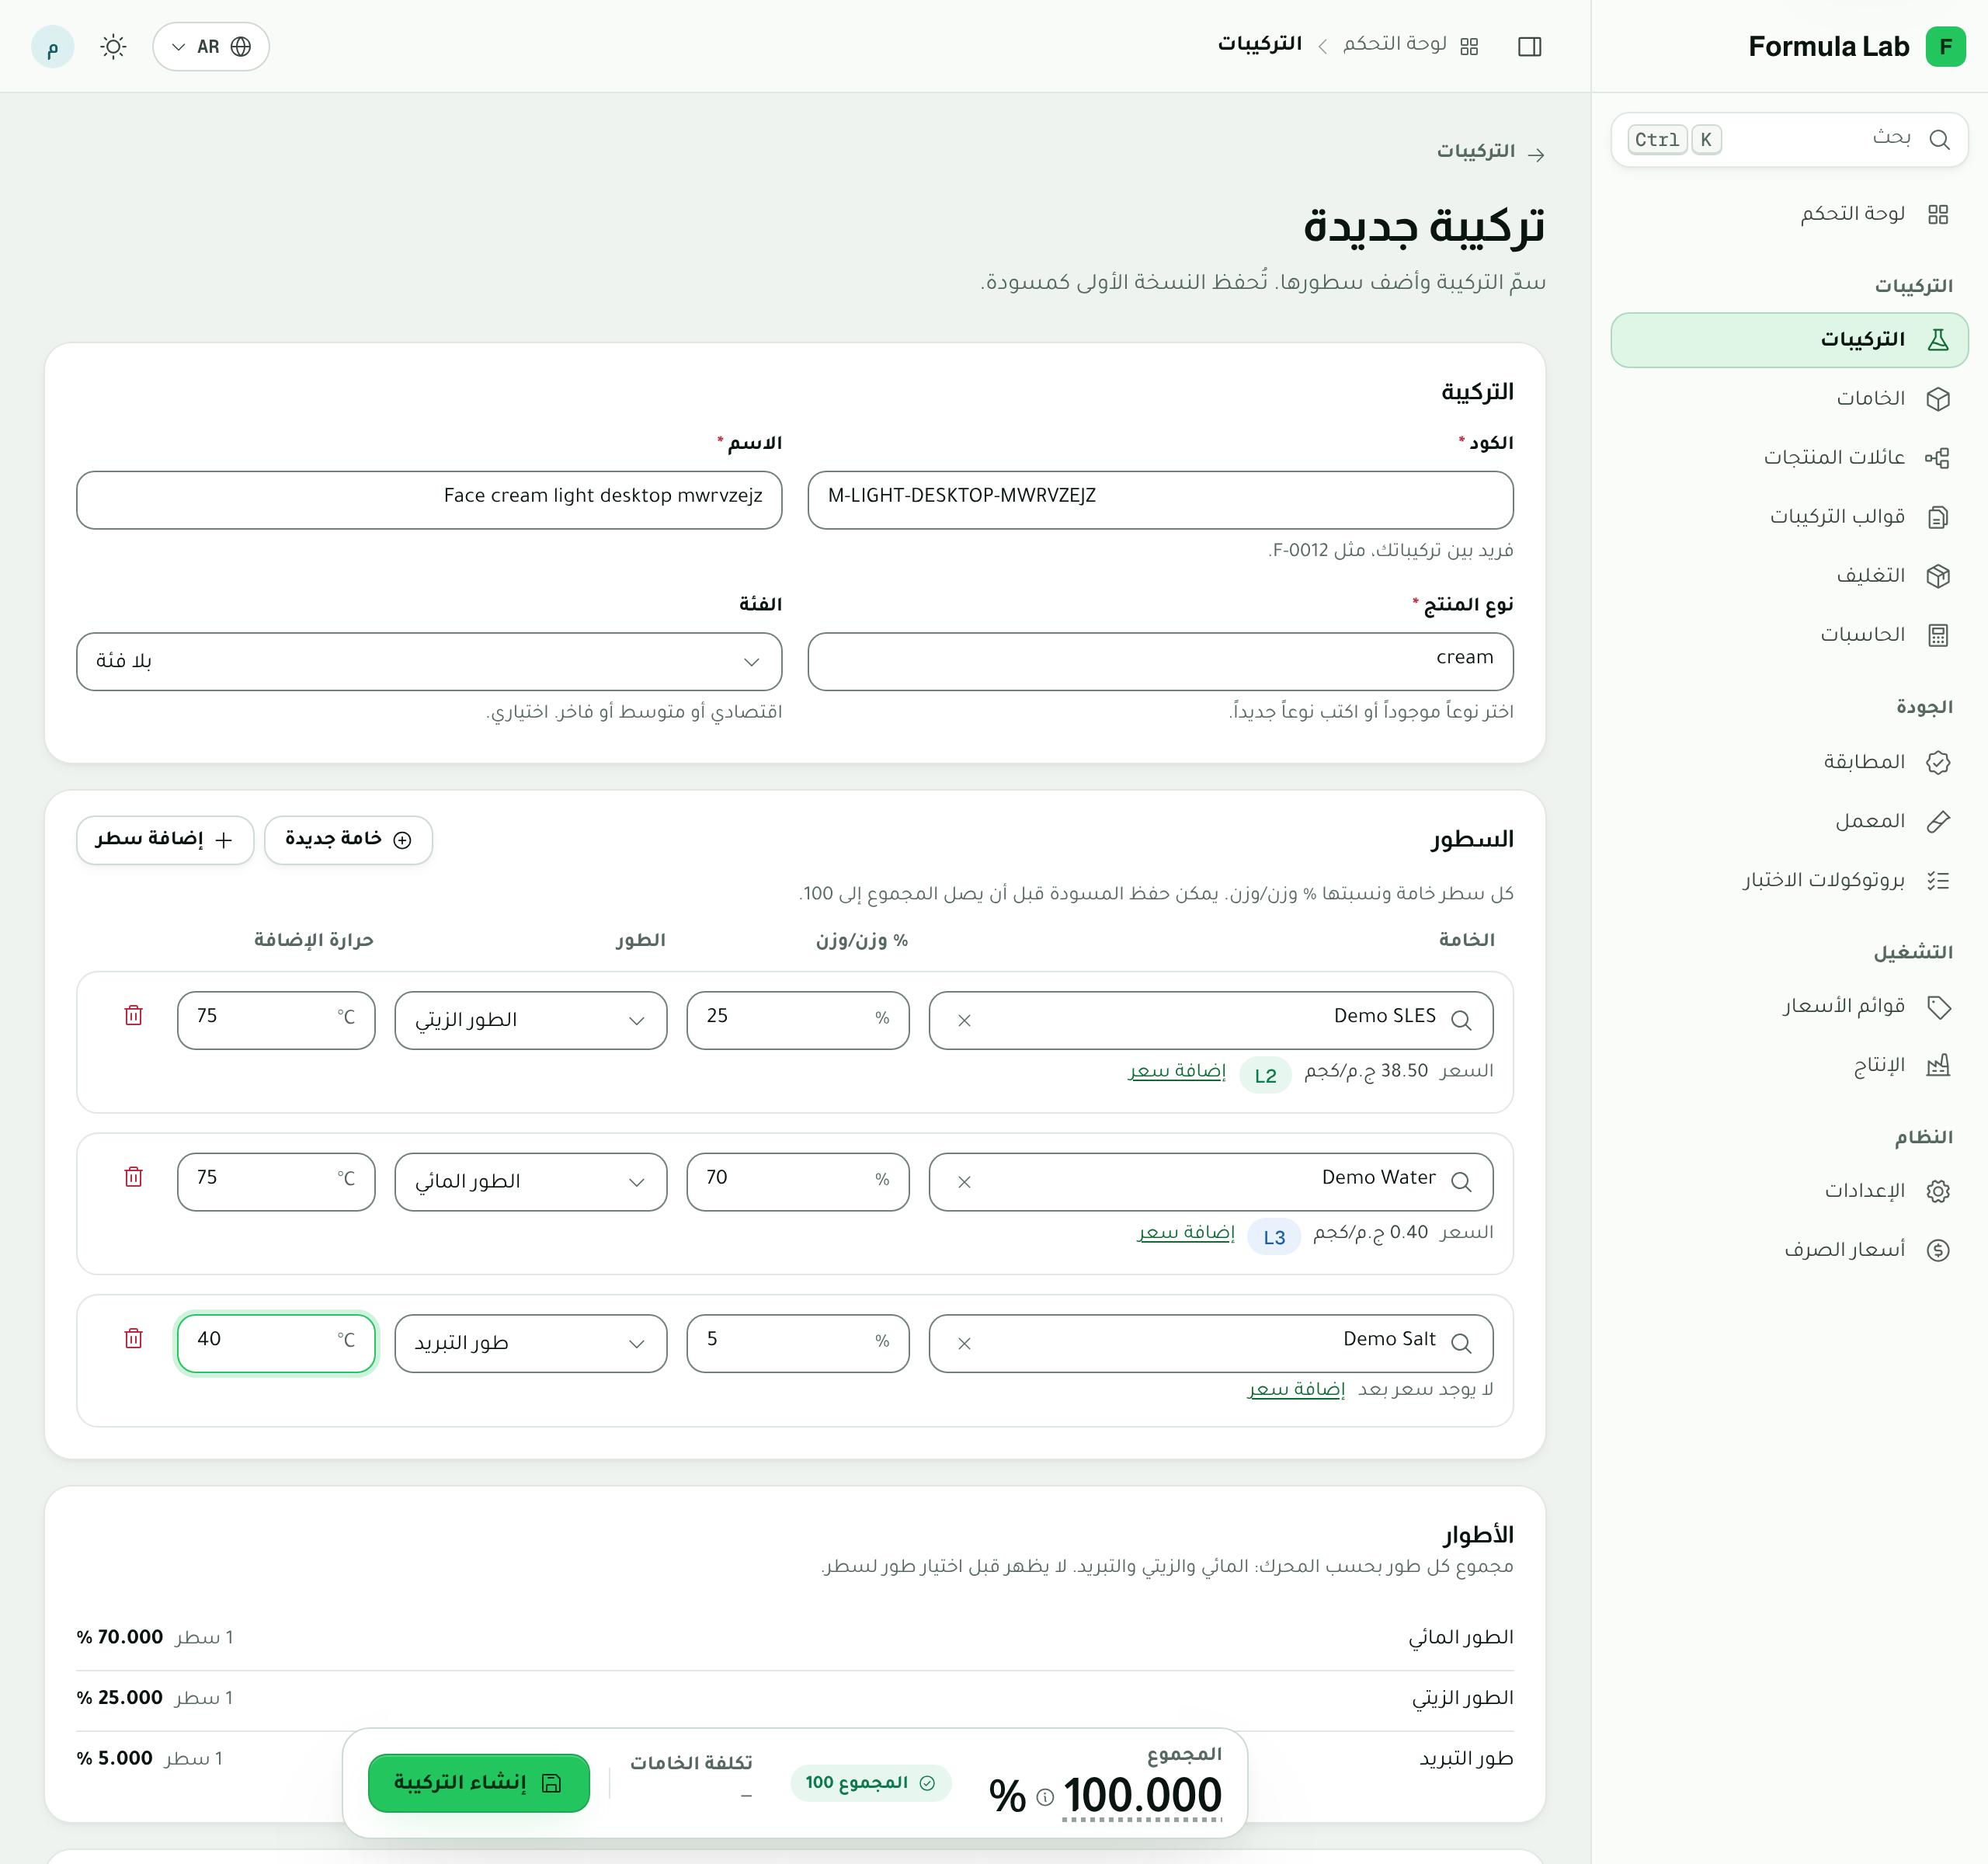 Formula Lab
F
بحث
Ctrl K
لوحة التحكم
التركيبات
التركيبات
الخامات
عائلات المنتجات
قوالب التركيبات
التغليف
الحاسبات
الجودة
المطابقة
المعمل
بروتوكولات الاختبار
التشغيل
قوائم الأسعار
الإنتاج
النظام
الإعدادات
أسعار الصرف
لوحة التحكم
التركيبات
AR
م
التركيبات
تركيبة جديدة
سمّ التركيبة وأضف سطورها. تُحفظ النسخة الأولى كمسودة.
التركيبة
الكود *
M-LIGHT-DESKTOP-MWRVZEJZ
فريد بين تركيباتك، مثل F-0012.
الاسم *
Face cream light desktop mwrvzejz
نوع المنتج *
cream
اختر نوعاً موجوداً أو اكتب نوعاً جديداً.
الفئة
بلا فئة
اقتصادي أو متوسط أو فاخر. اختياري.
السطور
خامة جديدة
إضافة سطر
كل سطر خامة ونسبتها % وزن/وزن. يمكن حفظ المسودة قبل أن يصل المجموع إلى 100.
الخامة % وزن/وزن الطور حرارة الإضافة
Demo SLES 25 % الطور الزيتي 75 °C
السعر 38.50 ج.م/كجم L2 إضافة سعر
Demo Water 70 % الطور المائي 75 °C
السعر 0.40 ج.م/كجم L3 إضافة سعر
Demo Salt 5 % طور التبريد 40 °C
لا يوجد سعر بعد إضافة سعر
الأطوار
مجموع كل طور بحسب المحرك: المائي والزيتي والتبريد. لا يظهر قبل اختيار طور لسطر.
الطور المائي 1 سطر 70.000 %
الطور الزيتي 1 سطر 25.000 %
طور التبريد 1 سطر 5.000 %
المجموع
100.000 %
المجموع 100
تكلفة الخامات
–
إنشاء التركيبة